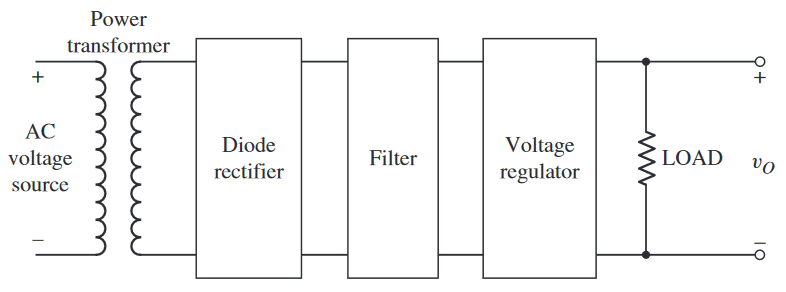 Power
transformer
+
AC
voltage
source
−
Diode
rectifier
Filter
Voltage
regulator
LOAD
+
vO
−